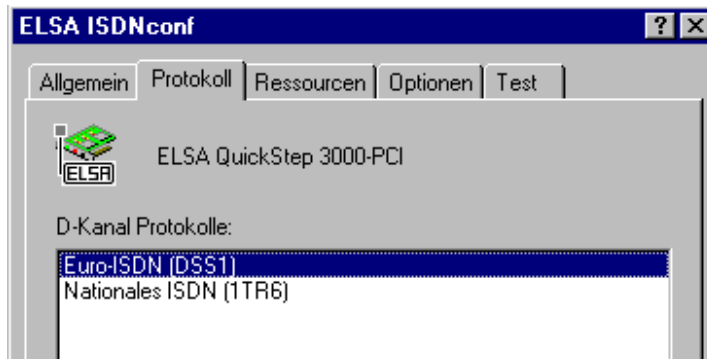 ELSA ISDNconf
Allgemein Protokoll Ressourcen Optionen Test
ELSA
ELSA QuickStep 3000-PCI
D-Kanal Protokolle:
Euro-ISDN (DSS1)
Nationales ISDN (1TR6)